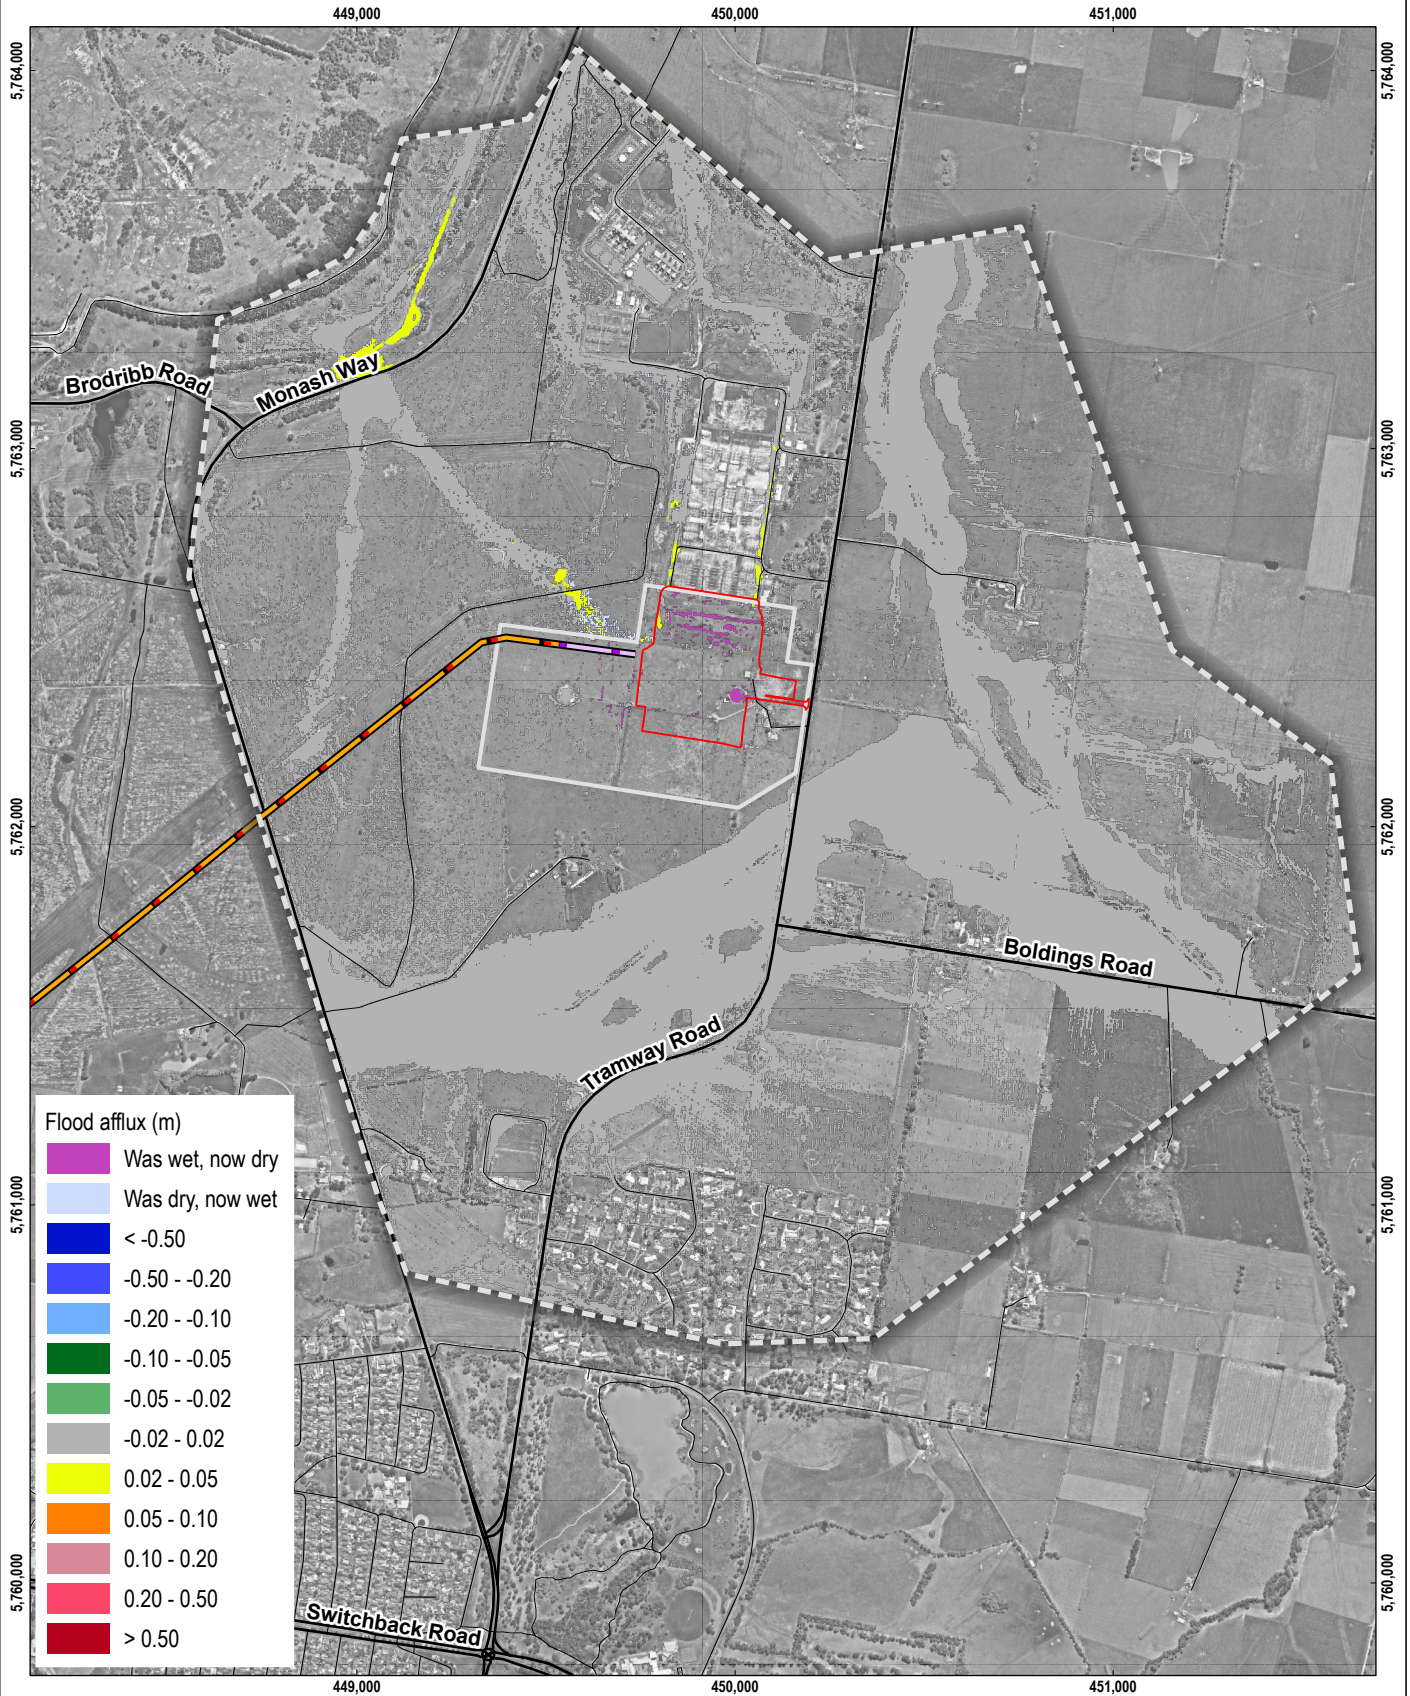 449,000
450,000
451,000
5,764,000
5,764,000
Brodribb Road
Monash Way
5,763,000
5,763,000
5,762,000
5,762,000
Boldings Road
Tramway Road
Flood afflux (m)
Was wet, now dry
Was dry, now wet
< -0.50
-0.50 - -0.20
-0.20 - -0.10
-0.10 - -0.05
-0.05 - -0.02
-0.02 - 0.02
0.02 - 0.05
0.05 - 0.10
0.10 - 0.20
0.20 - 0.50
> 0.50
5,761,000
5,761,000
5,760,000
5,760,000
Switchback Road
449,000
450,000
451,000